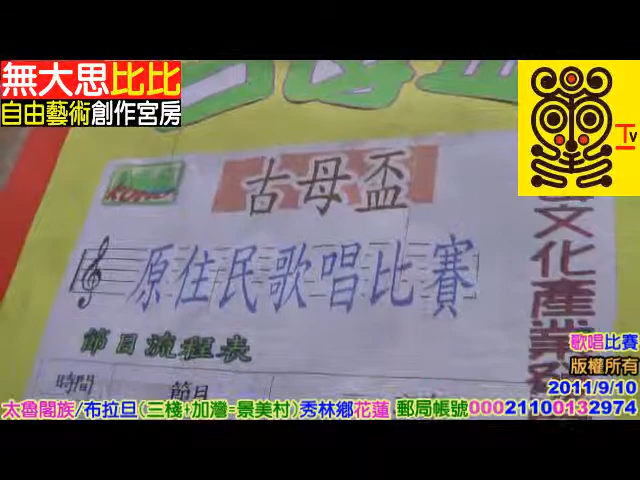 無大思比比
自由藝術創作宮房
TV
古母盃
原住民歌唱比賽
節目流程表
時間
節目
文化產業
歌唱比賽
版權所有
2011/9/10
太魯閣族/布拉旦(三棧+加灣=景美村)秀林鄉花蓮 郵局帳號00021100132974